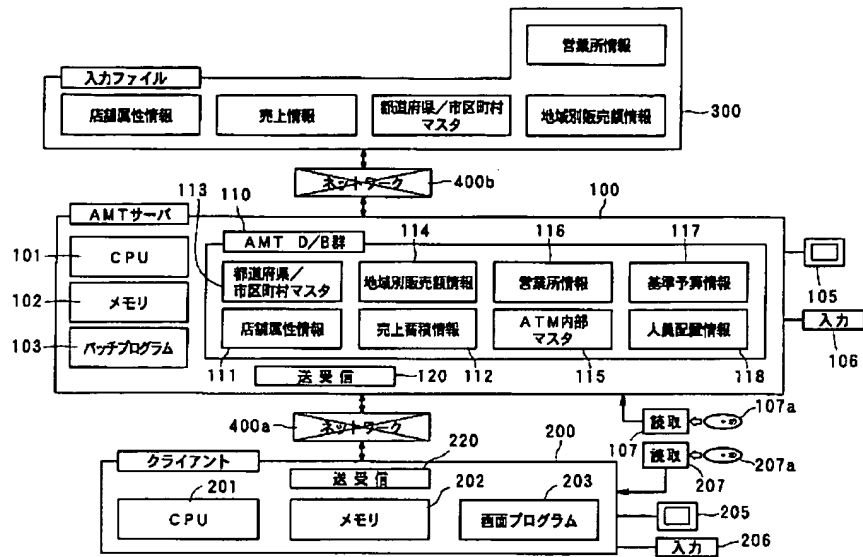 営業所情報
入力ファイル
店舗属性情報
売上情報
都道府県／市区町村
マスタ
地域別販売額情報
300
ネットワーク
400b
113
110
100
AMTサーバ
AMT D/B群
114
116
117
101
CPU
都道府県／
市区町村マスタ
地域別販売額情報
営業所情報
基準予算情報
105
102
メモリ
店舗属性情報
売上蓄積情報
ATM内部
マスタ
人員配置情報
入力
106
103
バッチプログラム
111
送受信
120
112
115
118
400a
ネットワーク
読取
107a
107
クライアント
220
200
読取
207a
207
送受信
201
202
203
CPU
メモリ
画面プログラム
205
入力
206